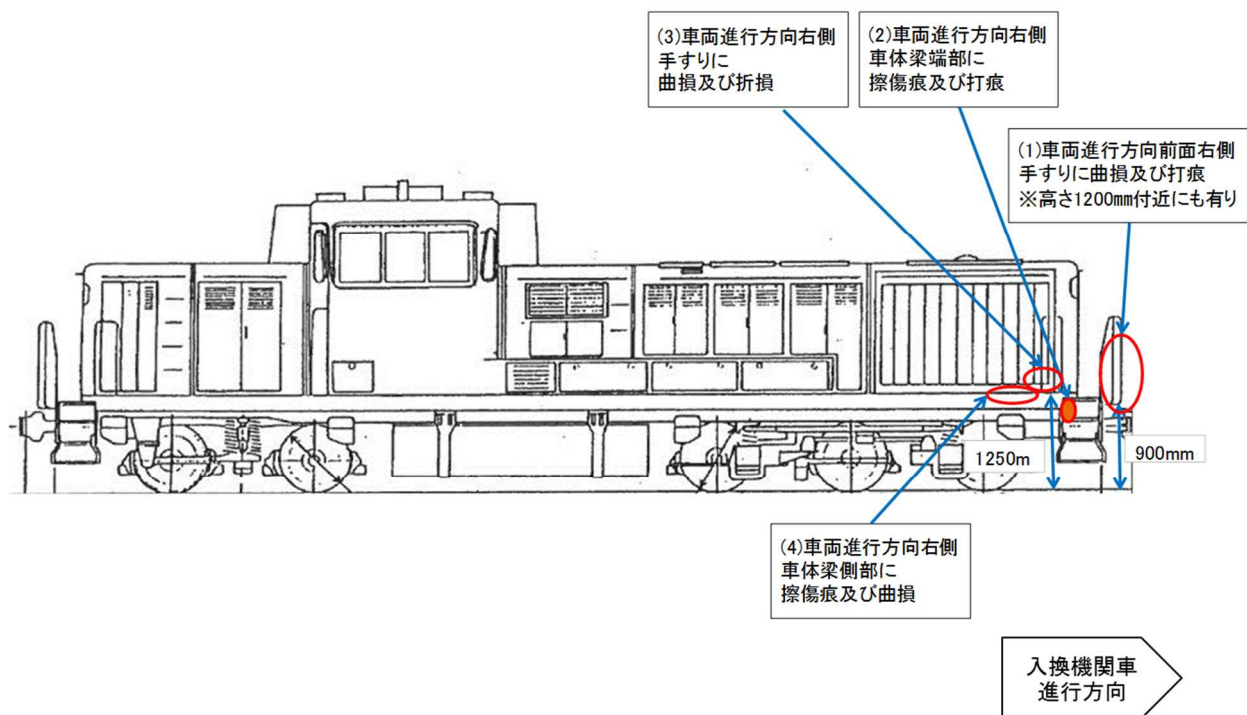 (3)車両進行方向右側
手すりに
曲損及び折損
(2)車両進行方向右側
車体梁端部に
擦傷痕及び打痕
(1)車両進行方向前面右側
手すりに曲損及び打痕
※高さ1200㎜付近にも有り
1250m
900mm
(4)車両進行方向右側
車体梁側部に
擦傷痕及び曲損
入換機関車
進行方向